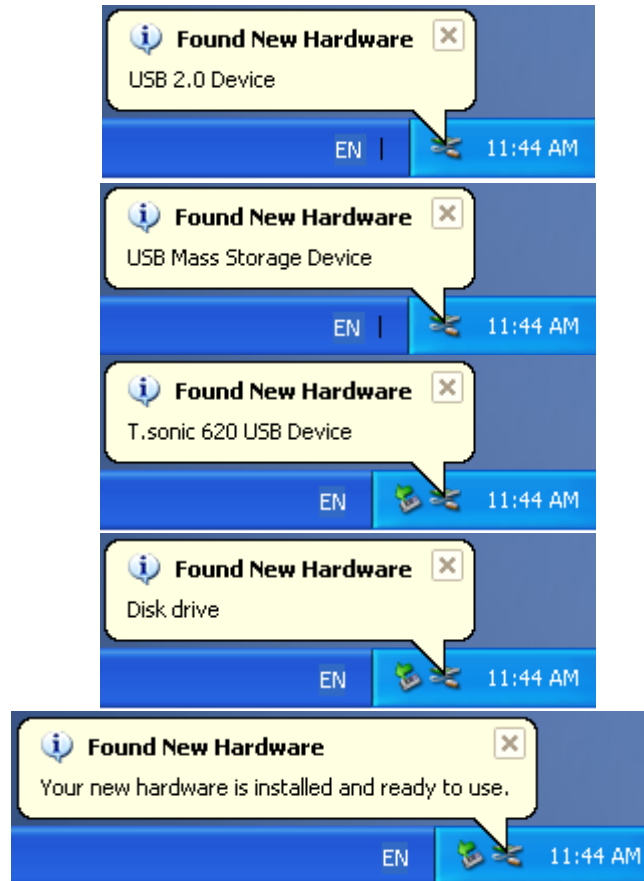 Found New Hardware
USB 2.0 Device
EN 11:44 AM
Found New Hardware
USB Mass Storage Device
EN 11:44 AM
Found New Hardware
T.sonic 620 USB Device
EN 11:44 AM
Found New Hardware
Disk drive
EN 11:44 AM
Found New Hardware
Your new hardware is installed and ready to use.
EN 11:44 AM